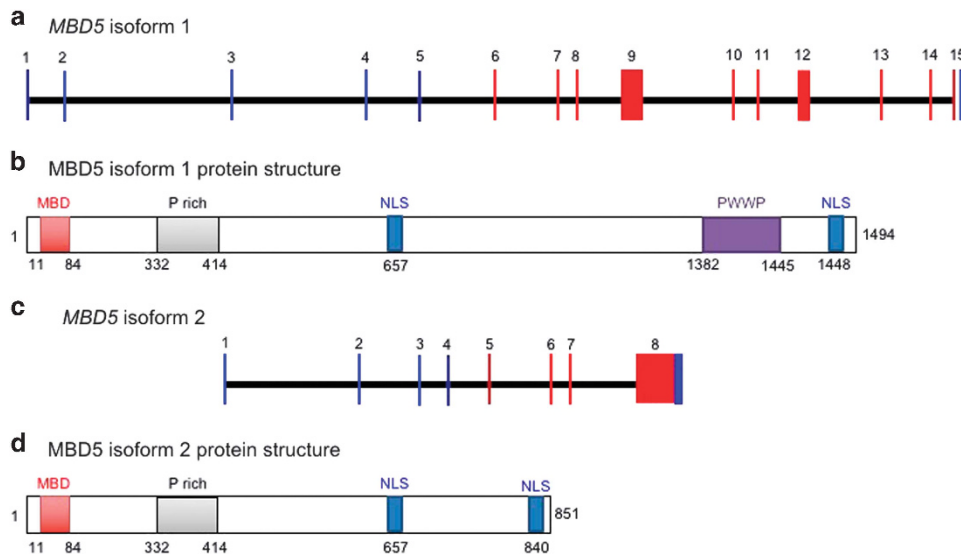 a MBD5 isoform 1
1 2 3 4 5 6 7 8 9 10 11 12 13 14 15
b MBD5 isoform 1 protein structure
MBD P rich NLS PWWP NLS
1 1494
11 84 332 414 657 1382 1445 1448
c MBD5 isoform 2
1 2 3 4 5 6 7 8
d MBD5 isoform 2 protein structure
MBD P rich NLS NLS
1 851
11 84 332 414 657 840